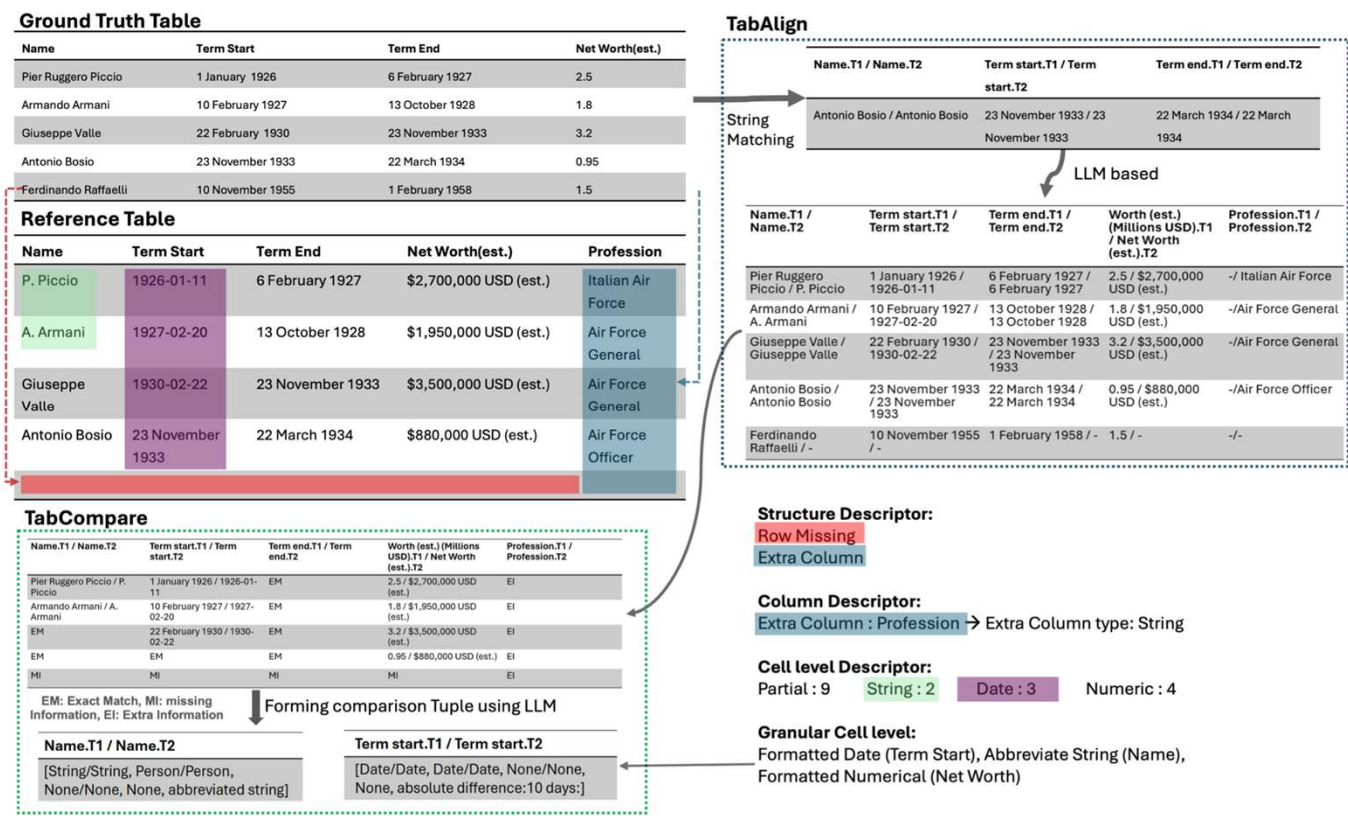 Ground Truth Table
Name Term Start Term End Net Worth(est.)
Pier Ruggero Piccio 1 January 1926 6 February 1927 2.5
Armando Armani 10 February 1927 13 October 1928 1.8
Giuseppe Valle 22 February 1930 23 November 1933 3.2
Antonio Bosio 23 November 1933 22 March 1934 0.95
Ferdinando Raffaelli 10 November 1955 1 February 1958 1.5
Reference Table
Name Term Start Term End Net Worth(est.) Profession
P. Piccio 1926-01-11 6 February 1927 $2,700,000 USD (est.) Italian Air
Force
A. Armani 1927-02-20 13 October 1928 $1,950,000 USD (est.) Air Force
General
Giuseppe 1930-02-22 23 November 1933 $3,500,000 USD (est.) Air Force
Valle General
Antonio Bosio 23 November 22 March 1934 $880,000 USD (est.) Air Force
1933 Officer
TabAlign
Name.T1 / Name.T2 Term start.T1 / Term Term end.T1 / Term end.T2
start.T2
Antonio Bosio / Antonio Bosio 23 November 1933 / 23 22 March 1934 / 22 March
November 1933 1934
String
Matching
LLM based
Name.T1 / Term start.T1 / Term end.T1 / Worth (est.) Profession.T1 /
Name.T2 Term start.T2 Term end.T2 (Millions USD).T1 Profession.T2
/ Net Worth
(est.).T2
Pier Ruggero 1 January 1926 / 6 February 1927 / 2.5 / $2,700,000 -/ Italian Air Force
Piccio / P. Piccio 1926-01-11 6 February 1927 USD (est.)
Armando Armani / 10 February 1927 / 13 October 1928 / 1.8 / $1,950,000 -/Air Force General
A. Armani 1927-02-20 13 October 1928 USD (est.)
Giuseppe Valle / 22 February 1930 / 23 November 1933 3.2 / $3,500,000 -/Air Force General
Giuseppe Valle 1930-02-22 / 23 November USD (est.)
1933
Antonio Bosio / 23 November 1933 22 March 1934 / 0.95 / $880,000 -/Air Force Officer
Antonio Bosio / 23 November 22 March 1934 USD (est.)
1933
Ferdinando 10 November 1955 1 February 1958 / - 1.5 / - -/-
Raffaelli / - / -
TabCompare
Name.T1 / Name.T2 Term start.T1 / Term Term end.T1 / Term Worth (est.) (Millions Profession.T1 /
start.T2 end.T2 USD).T1 / Net Worth Profession.T2
(est.).T2
Pier Ruggero Piccio / P. 1 January 1926 / 1926-01- EM 2.5 / $2,700,000 USD EI
Piccio 11 (est.)
Armando Armani / A. 10 February 1927 / 1927- EM 1.8 / $1,950,000 USD EI
Armani 02-20 (est.)
EM 22 February 1930 / 1930- EM 3.2 / $3,500,000 USD EI
02-22 (est.)
EM EM EM 0.95 / $880,000 USD (est.) EI
MI MI MI MI EI
EM: Exact Match, MI: missing
Information, EI: Extra Information
Forming comparison Tuple using LLM
Name.T1 / Name.T2
[String/String, Person/Person,
None/None, None, abbreviated string]
Term start.T1 / Term start.T2
[Date/Date, Date/Date, None/None,
None, absolute difference:10 days:]
Structure Descriptor:
Row Missing
Extra Column
Column Descriptor:
Extra Column : Profession → Extra Column type: String
Cell level Descriptor:
Partial : 9 String : 2 Date : 3 Numeric : 4
Granular Cell level:
Formatted Date (Term Start), Abbreviate String (Name),
Formatted Numerical (Net Worth)